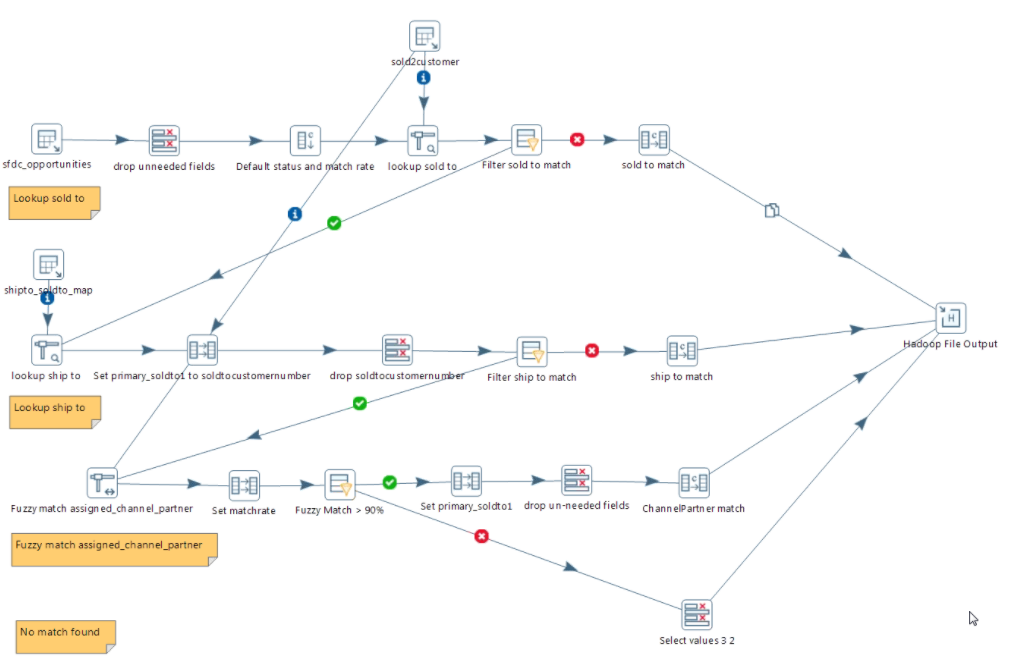 sold2customer
sfdc_opportunities
drop unneeded fields
Default status and match rate
lookup sold to
Filter sold to match
sold to match
Lookup sold to
shipto_soldto_map
Hadoop File Output
lookup ship to
Set primary_soldto1 to soldtocustomernumber
drop soldtocustomernumber
Filter ship to match
ship to match
Lookup ship to
Fuzzy match assigned_channel_partner
Set matchrate
Fuzzy Match > 90%
Set primary_soldto1
drop un-needed fields
ChannelPartner match
Fuzzy match assigned_channel_partner
No match found
Select values 3 2